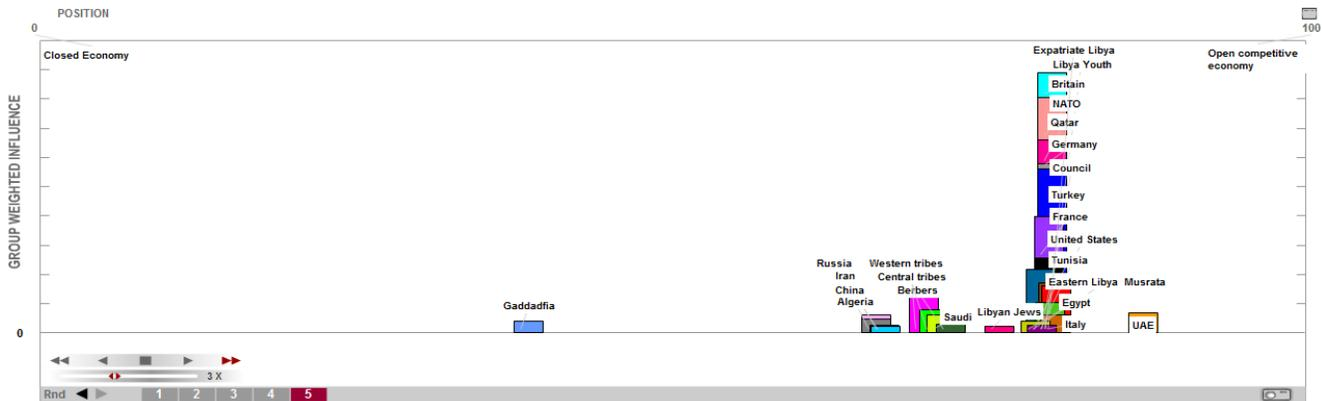 POSITION
0
100
Closed Economy
Expatriate Libya
Open competitive
economy
Libya Youth
Britain
NATO
Qatar
Germany
Council
Turkey
France
United States
Tunisia
Russia
Western tribes
Iran
Central tribes
China
Berbers
Eastern Libya
Musrata
Algeria
Egypt
Gaddadfia
Saudi
Libyan Jews
Italy
UAE
0
GROUP WEIGHTED INFLUENCE
3 X
Rnd 1 2 3 4 5